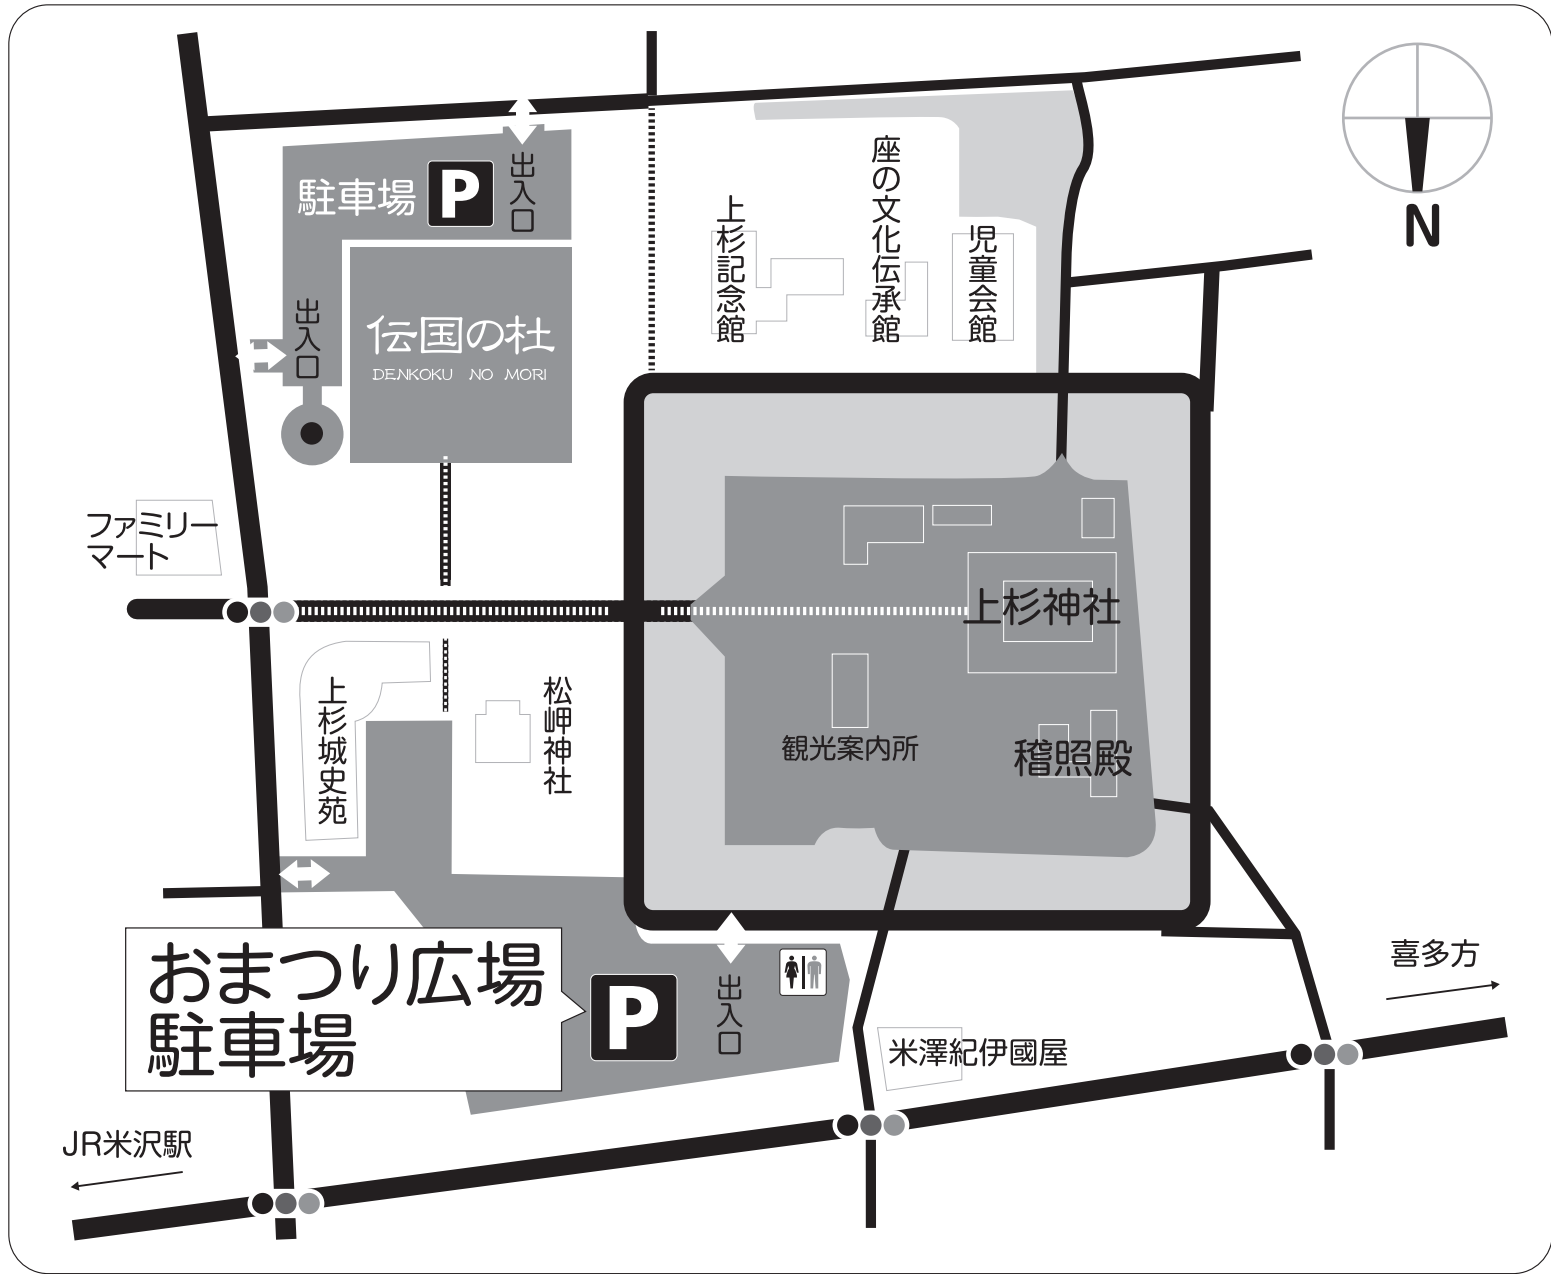 N
駐車場
P
出入口
上杉記念館
座の文化伝承館
児童会館
出入口
伝国の杜
DENKOKU NO MORI
ファミリー
マート
上杉神社
上杉城史苑
松岬神社
観光案内所
稽照殿
おまつり広場
駐車場
P
出入口
喜多方
米澤紀伊國屋
JR米沢駅